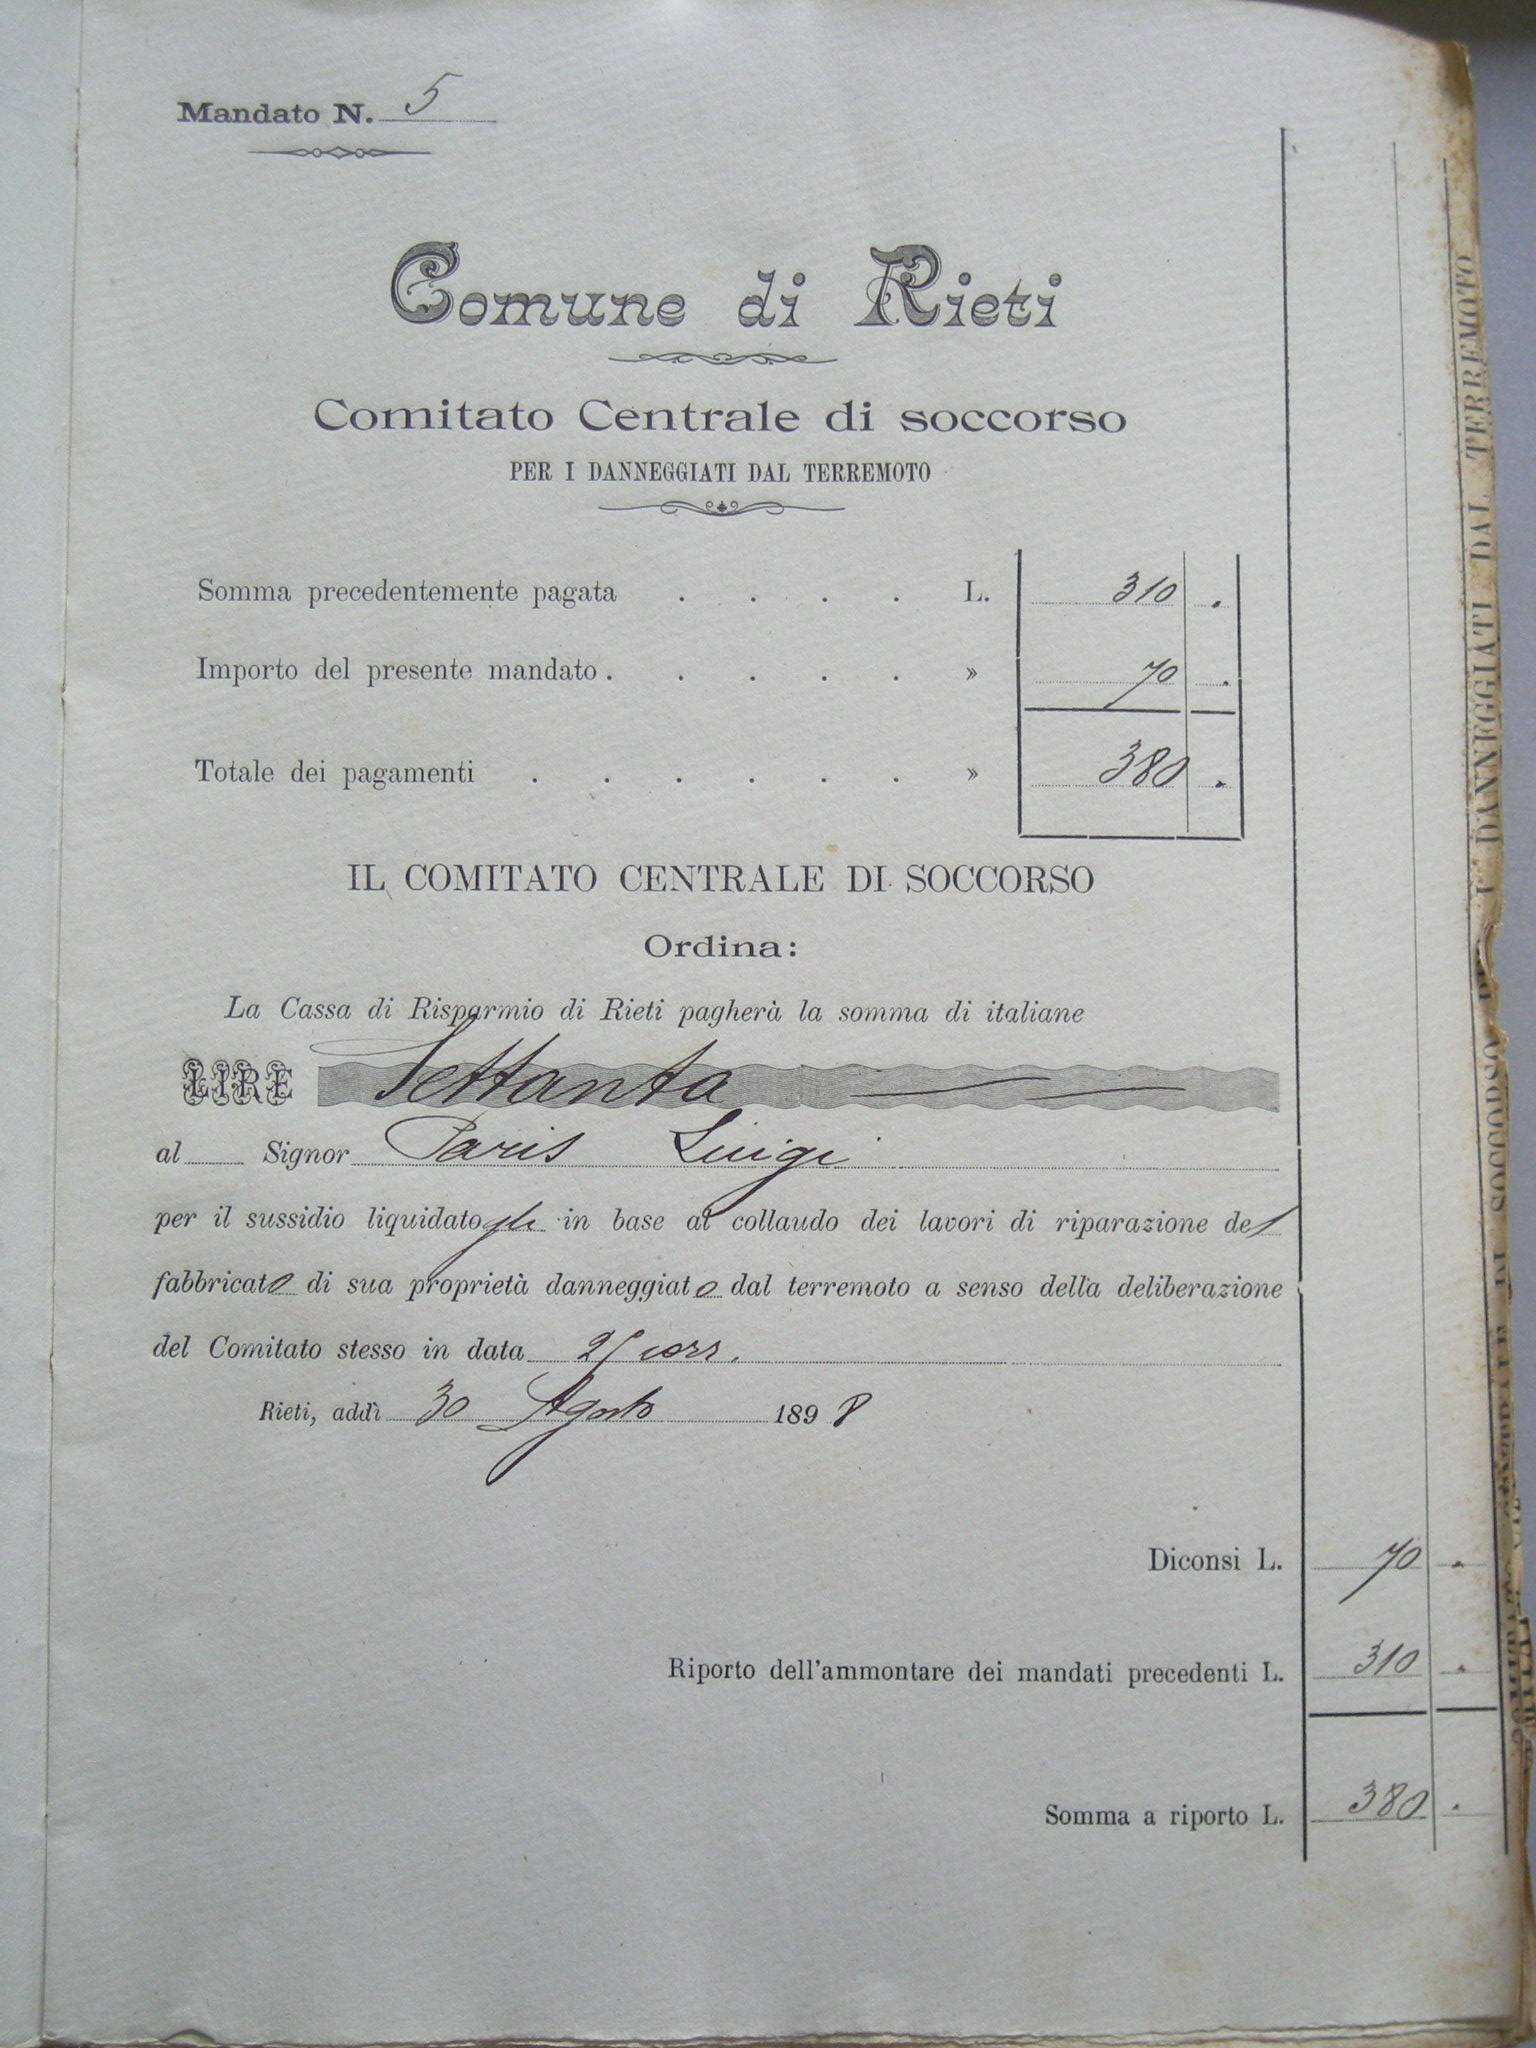 Mandato N. 5
Comune di Rieti
Comitato Centrale di soccorso
PER I DANNEGGIATI DAL TERREMOTO
Somma precedentemente pagata . . . . L. 310 .
Importo del presente mandato . . . . . » 70 .
Totale dei pagamenti . . . . . . » 380 .
IL COMITATO CENTRALE DI SOCCORSO
Ordina:
La Cassa di Risparmio di Rieti pagherà la somma di italiane
LIRE Settanta
al Signor Paris Luigi
per il sussidio liquidatogli in base al collaudo dei lavori di riparazione del
fabbricato di sua proprietà danneggiato dal terremoto a senso della deliberazione
del Comitato stesso in data corr.
Rieti, addì 30 Agosto 1898
Diconsi L. 70 .
Riporto dell'ammontare dei mandati precedenti L. 310 .
Somma a riporto L. 380 .
SOCCORSO PER I DANNEGGIATI DAL TERREMOTO